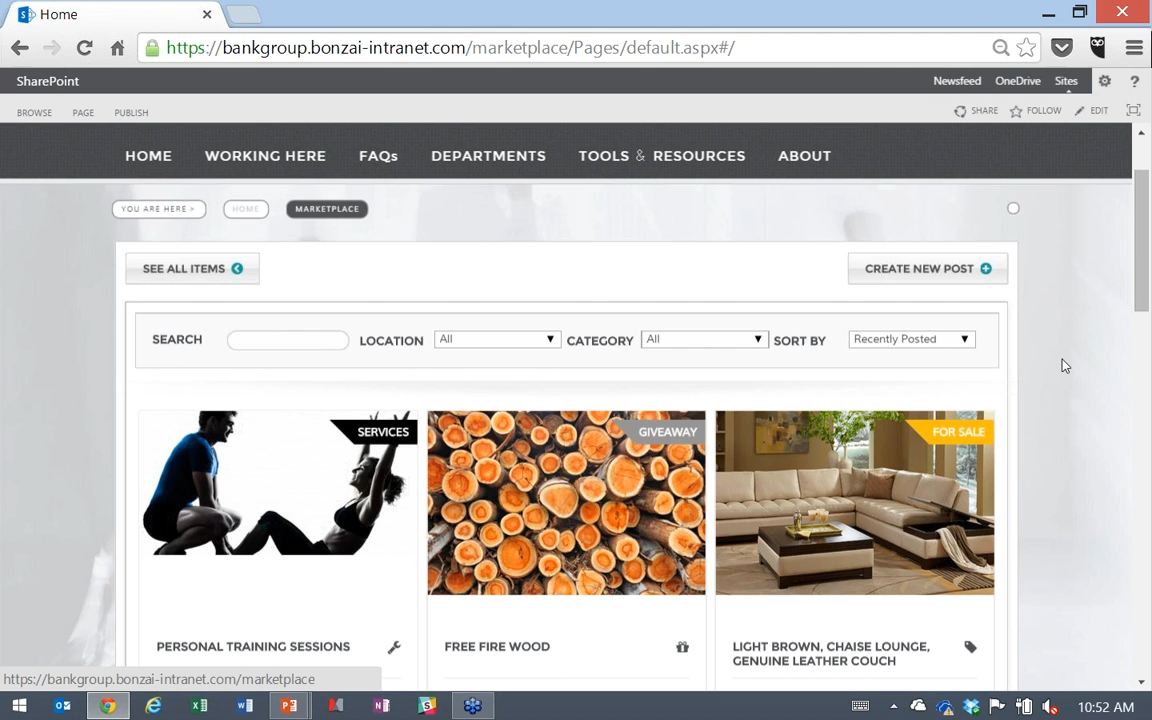 Home
https://bankgroup.bonzai-intranet.com/marketplace/Pages/default.aspx#/
SharePoint
Newsfeed OneDrive Sites ?
BROWSE PAGE PUBLISH
SHARE FOLLOW EDIT
HOME WORKING HERE FAQs DEPARTMENTS TOOLS & RESOURCES ABOUT
YOU ARE HERE > HOME MARKETPLACE
SEE ALL ITEMS CREATE NEW POST
SEARCH LOCATION All CATEGORY All SORT BY Recently Posted
SERVICES GIVEAWAY FOR SALE
PERSONAL TRAINING SESSIONS
FREE FIRE WOOD
LIGHT BROWN, CHAISE LOUNGE,
GENUINE LEATHER COUCH
https://bankgroup.bonzai-intranet.com/marketplace
10:52 AM